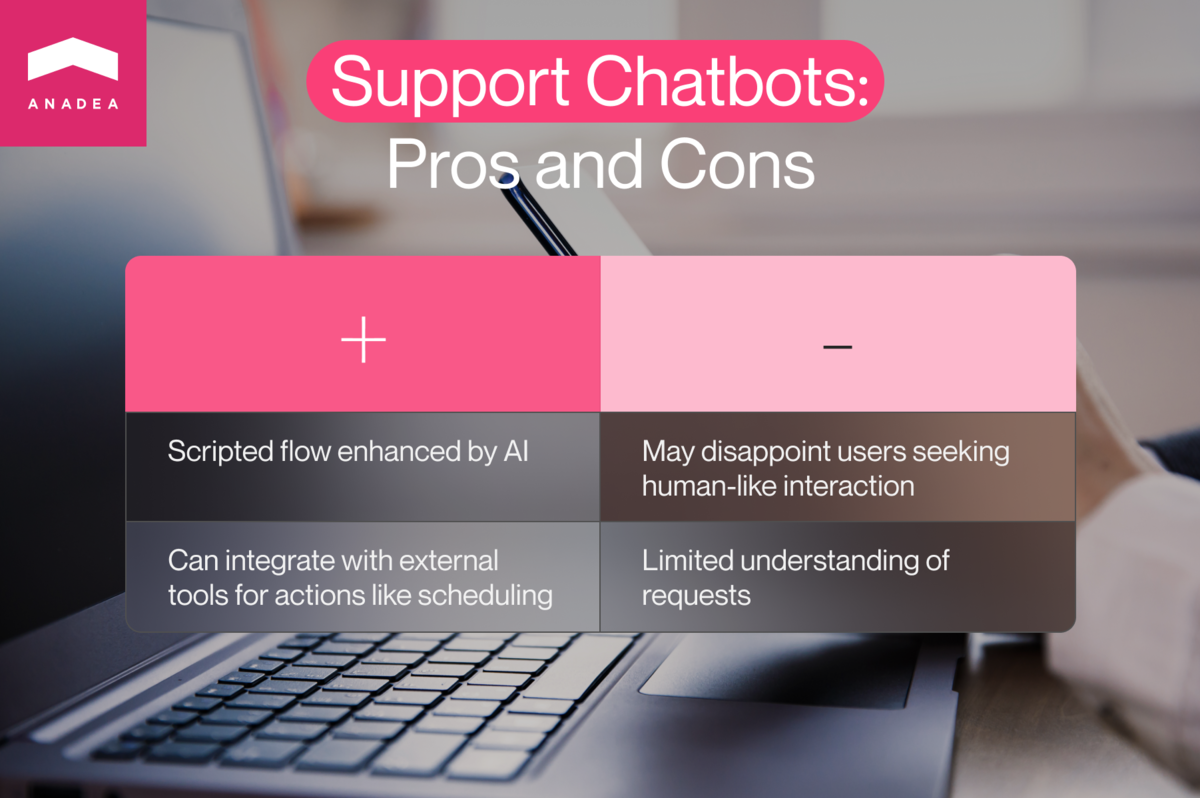 ANADEA
Support Chatbots:
Pros and Cons
+
–
Scripted flow enhanced by AI
May disappoint users seeking
human-like interaction
Can integrate with external
tools for actions like scheduling
Limited understanding of
requests